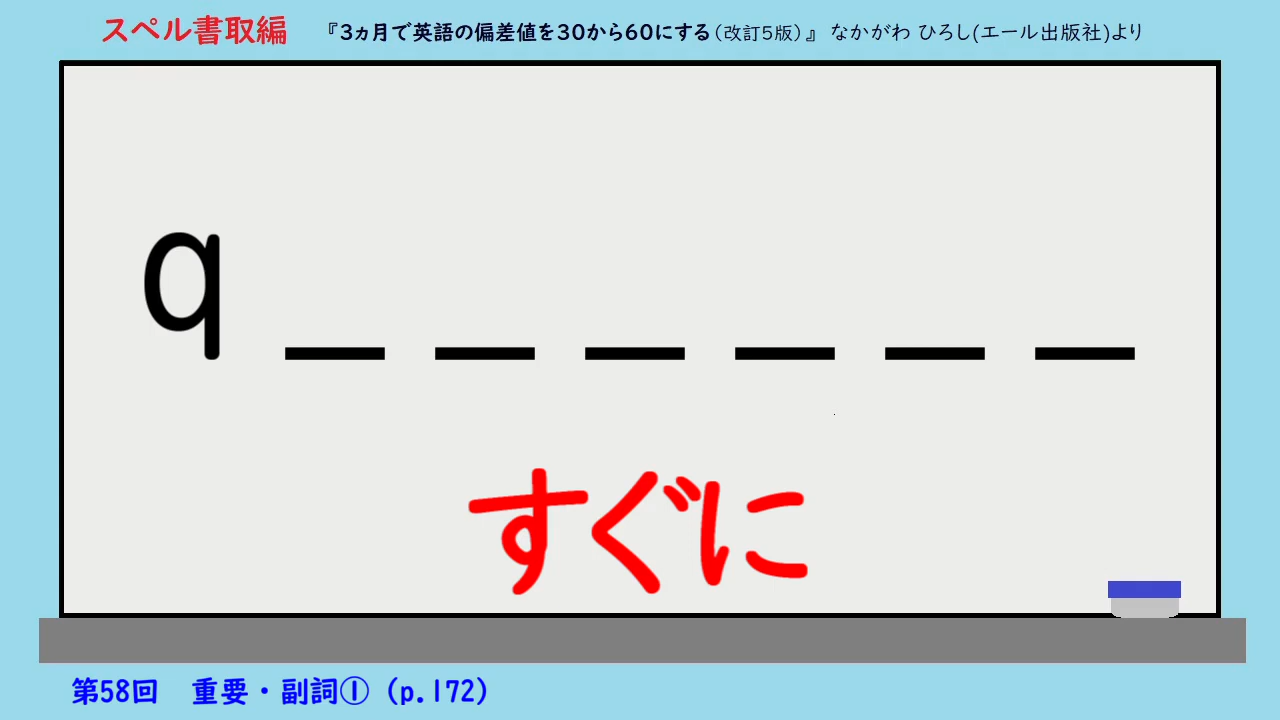 スペル書取編 『3ヵ月で英語の偏差値を30から60にする(改訂5版)』 なかがわ ひろし(エール出版社)より
q _ _ _ _ _ _
すぐに
第58回 重要・副詞① (p.172)